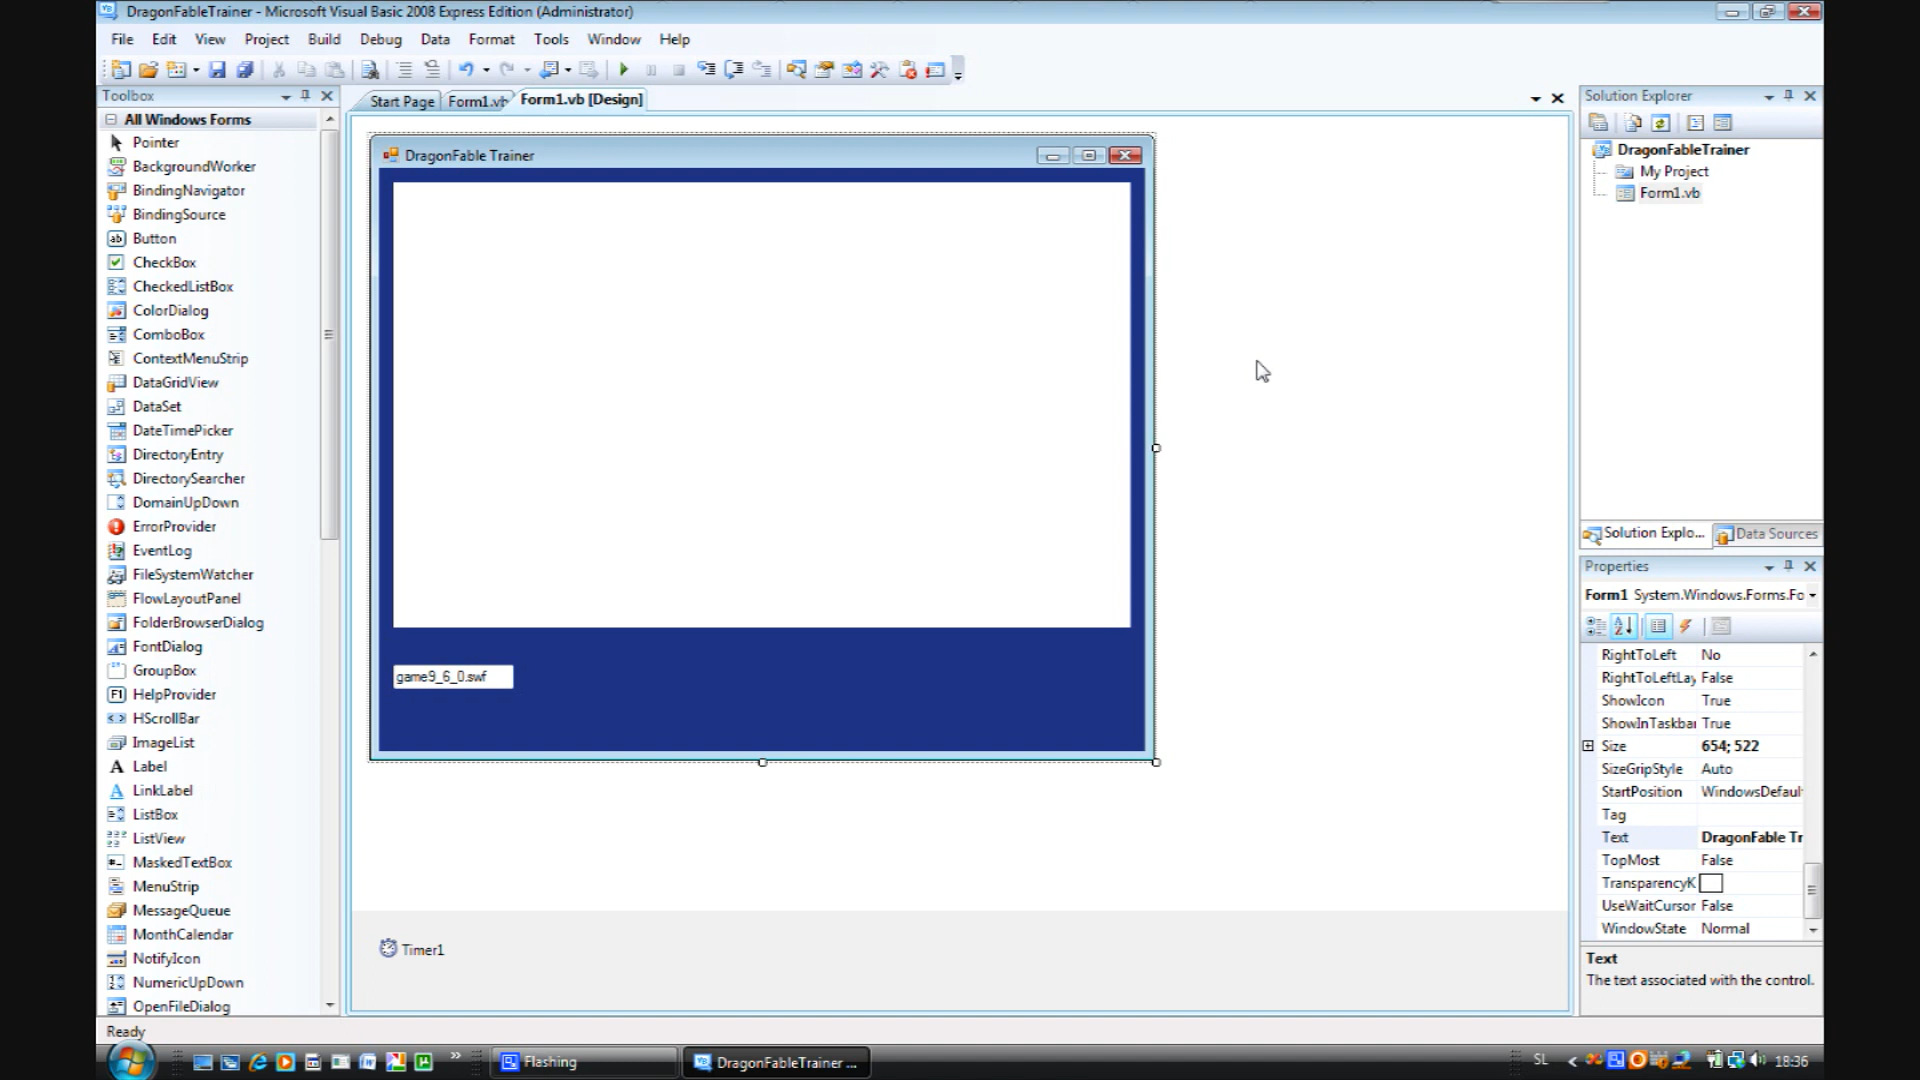 DragonFableTrainer - Microsoft Visual Basic 2008 Express Edition (Administrator)
File Edit View Project Build Debug Data Format Tools Window Help
Toolbox
All Windows Forms
Pointer
BackgroundWorker
BindingNavigator
BindingSource
Button
CheckBox
CheckedListBox
ColorDialog
ComboBox
ContextMenuStrip
DataGridView
DataSet
DateTimePicker
DirectoryEntry
DirectorySearcher
DomainUpDown
ErrorProvider
EventLog
FileSystemWatcher
FlowLayoutPanel
FolderBrowserDialog
FontDialog
GroupBox
HelpProvider
HScrollBar
ImageList
Label
LinkLabel
ListBox
ListView
MaskedTextBox
MenuStrip
MessageQueue
MonthCalendar
NotifyIcon
NumericUpDown
OpenFileDialog
Start Page Form1.vb Form1.vb [Design]
DragonFable Trainer
game9_6_0.swf
Timer1
Solution Explorer
DragonFableTrainer
My Project
Form1.vb
Solution Explo... Data Sources
Properties
Form1 System.Windows.Forms.Fo
RightToLeft No
RightToLeftLay False
ShowIcon True
ShowInTaskbar True
Size 654; 522
SizeGripStyle Auto
StartPosition WindowsDefaul
Tag
Text DragonFable Tr
TopMost False
TransparencyK
UseWaitCursor False
WindowState Normal
Text
The text associated with the control.
Ready
Flashing DragonFableTrainer ... SL 18:36